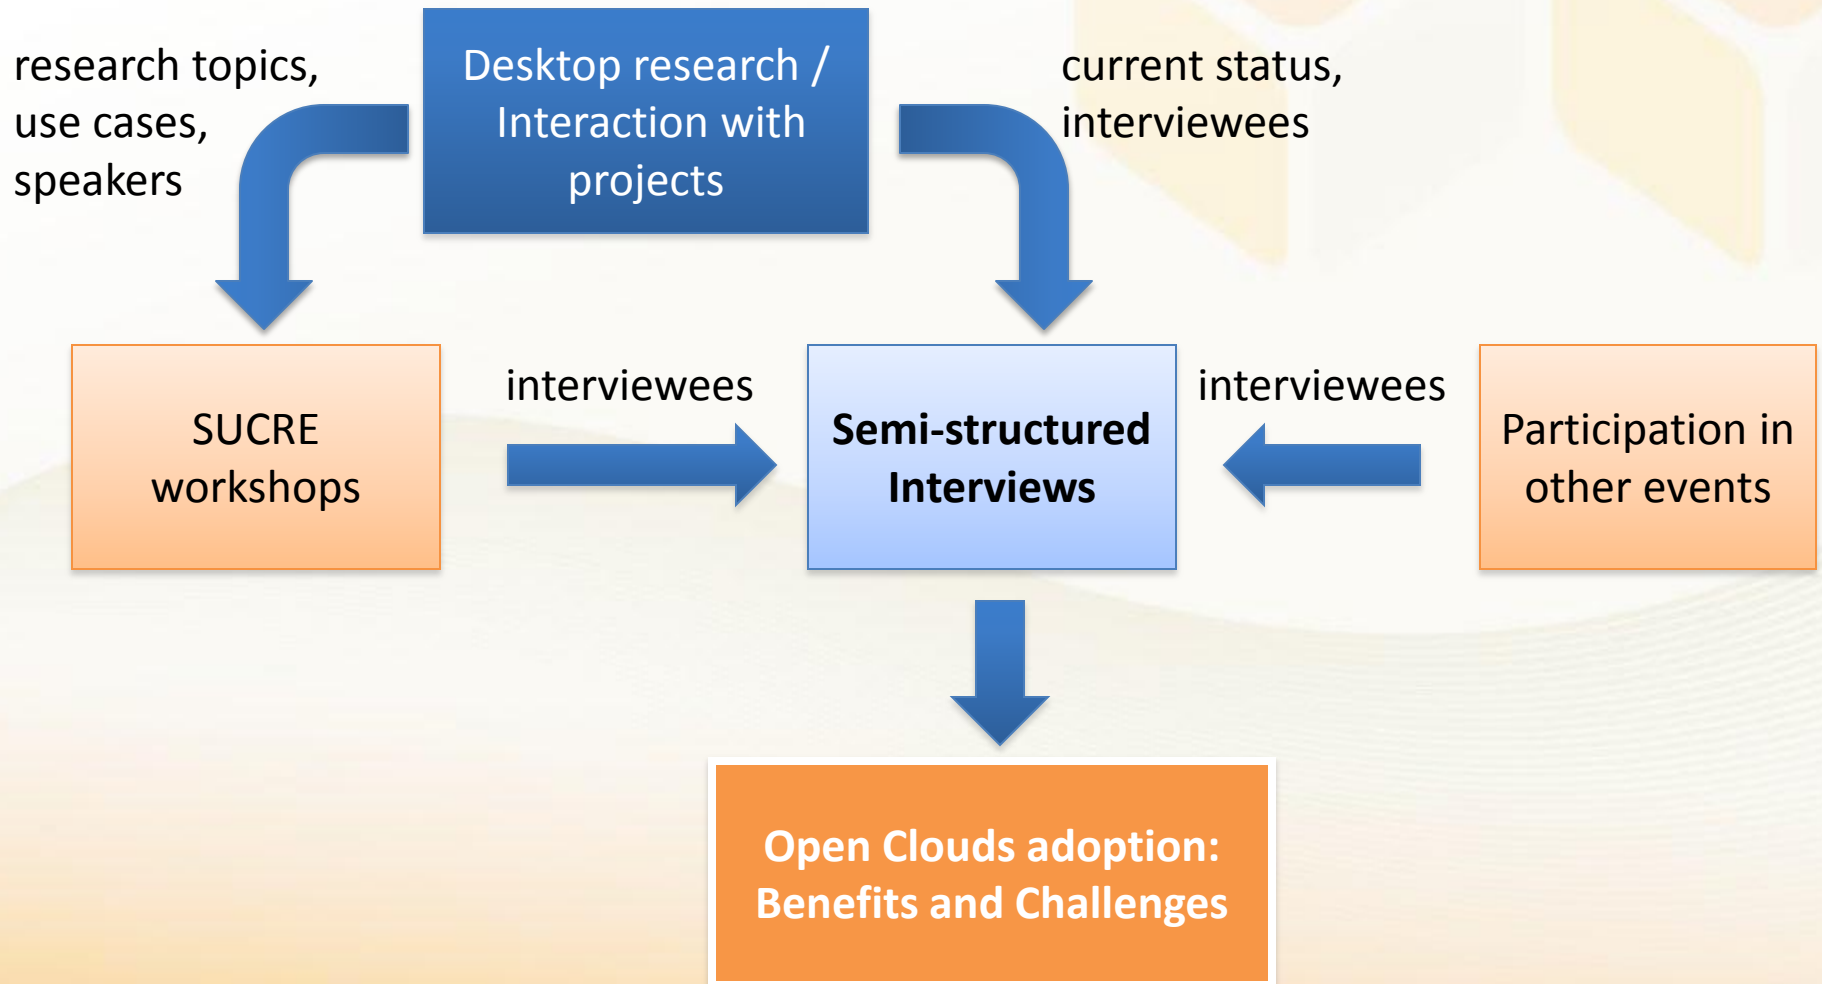 research topics,
use cases,
speakers
Desktop research /
Interaction with
projects
current status,
interviewees
SUCRE
workshops
interviewees
Semi-structured
Interviews
interviewees
Participation in
other events
Open Clouds adoption:
Benefits and Challenges